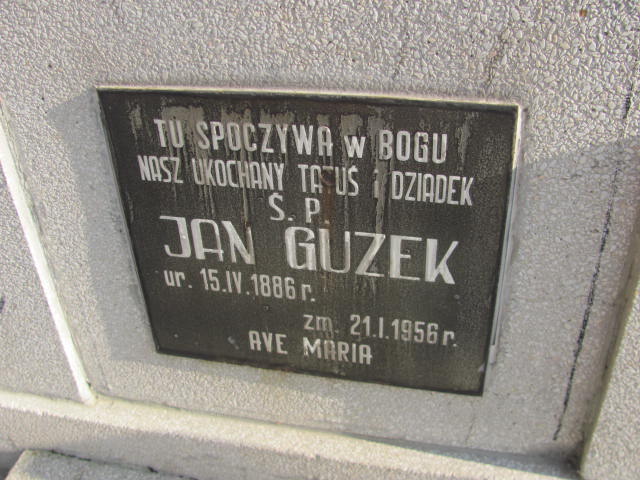 TU SPOCZYWA W BOGU
NASZ UKOCHANY TATUŚ I DZIADEK
Ś. P.
JAN GUZEK
ur. 15.IV.1886 r.
zm. 21.I.1956 r.
AVE MARIA